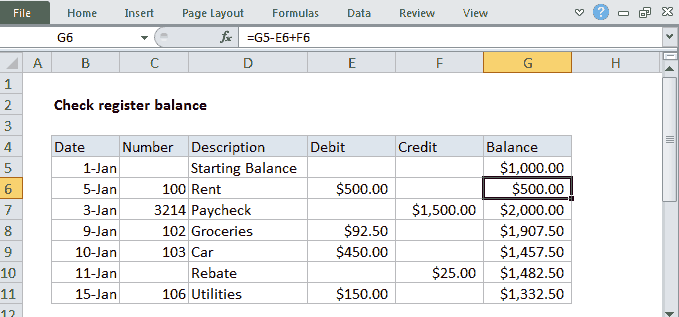 File Home Insert Page Layout Formulas Data Review View
G6 fx =G5-E6+F6
A B C D E F G H
1
2 Check register balance
3
4 Date Number Description Debit Credit Balance
5 1-Jan Starting Balance $1,000.00
6 5-Jan 100 Rent $500.00 $500.00
7 3-Jan 3214 Paycheck $1,500.00 $2,000.00
8 9-Jan 102 Groceries $92.50 $1,907.50
9 10-Jan 103 Car $450.00 $1,457.50
10 11-Jan Rebate $25.00 $1,482.50
11 15-Jan 106 Utilities $150.00 $1,332.50
12